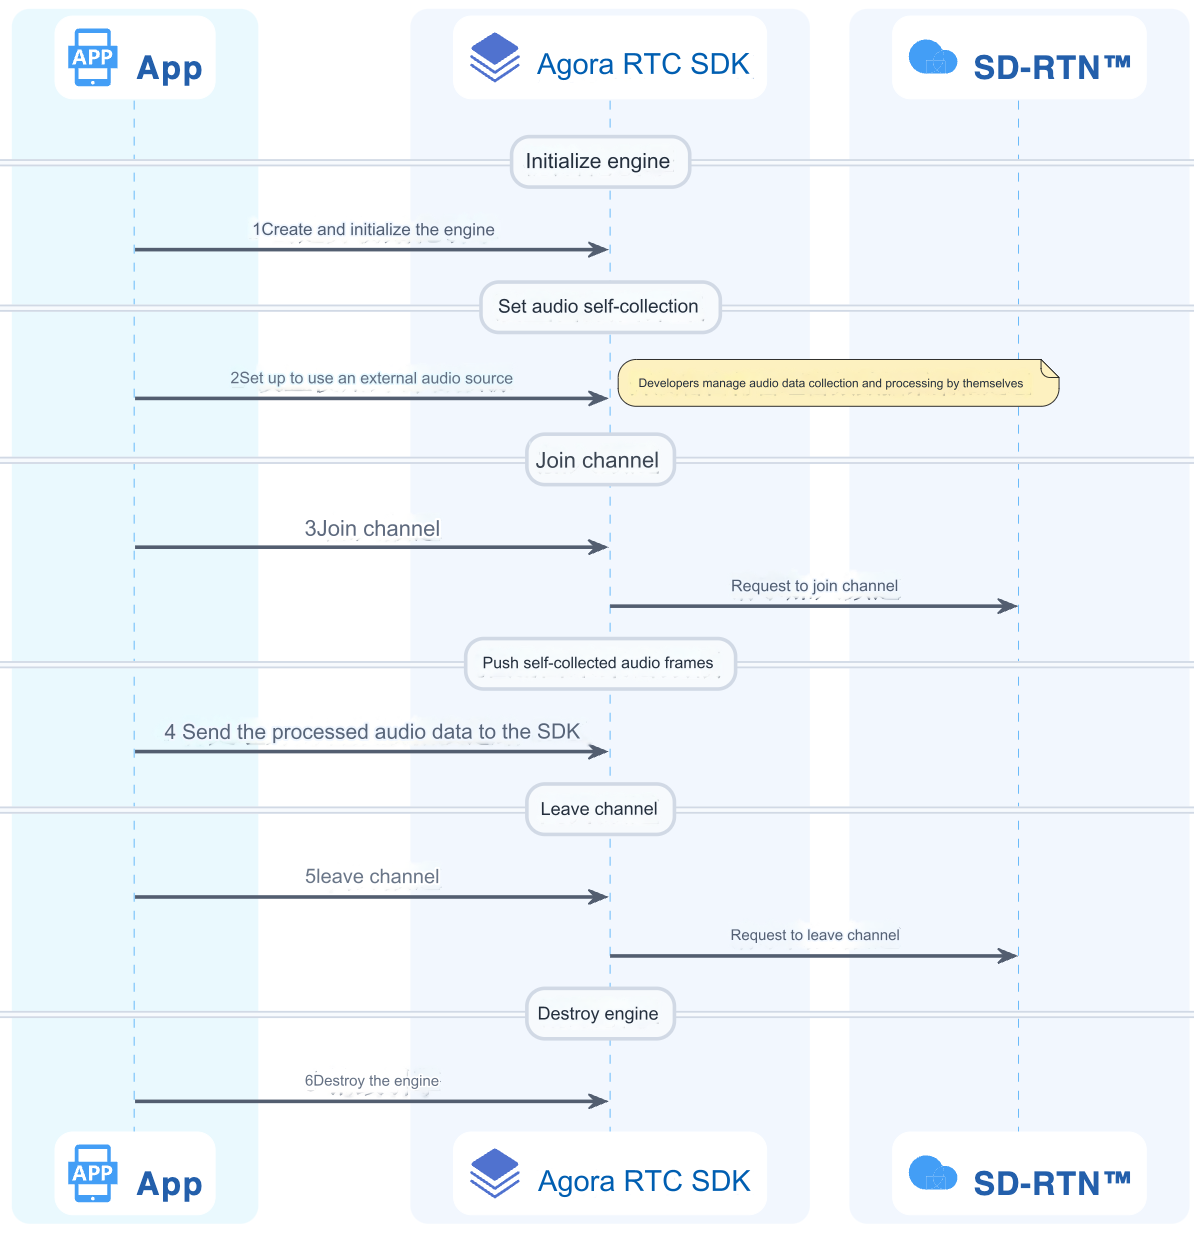 APP App
Agora RTC SDK
SD-RTN™
Initialize engine
1Create and initialize the engine
Set audio self-collection
2Set up to use an external audio source
Developers manage audio data collection and processing by themselves
Join channel
3Join channel
Request to join channel
Push self-collected audio frames
4 Send the processed audio data to the SDK
Leave channel
5leave channel
Request to leave channel
Destroy engine
6Destroy the engine
APP App
Agora RTC SDK
SD-RTN™